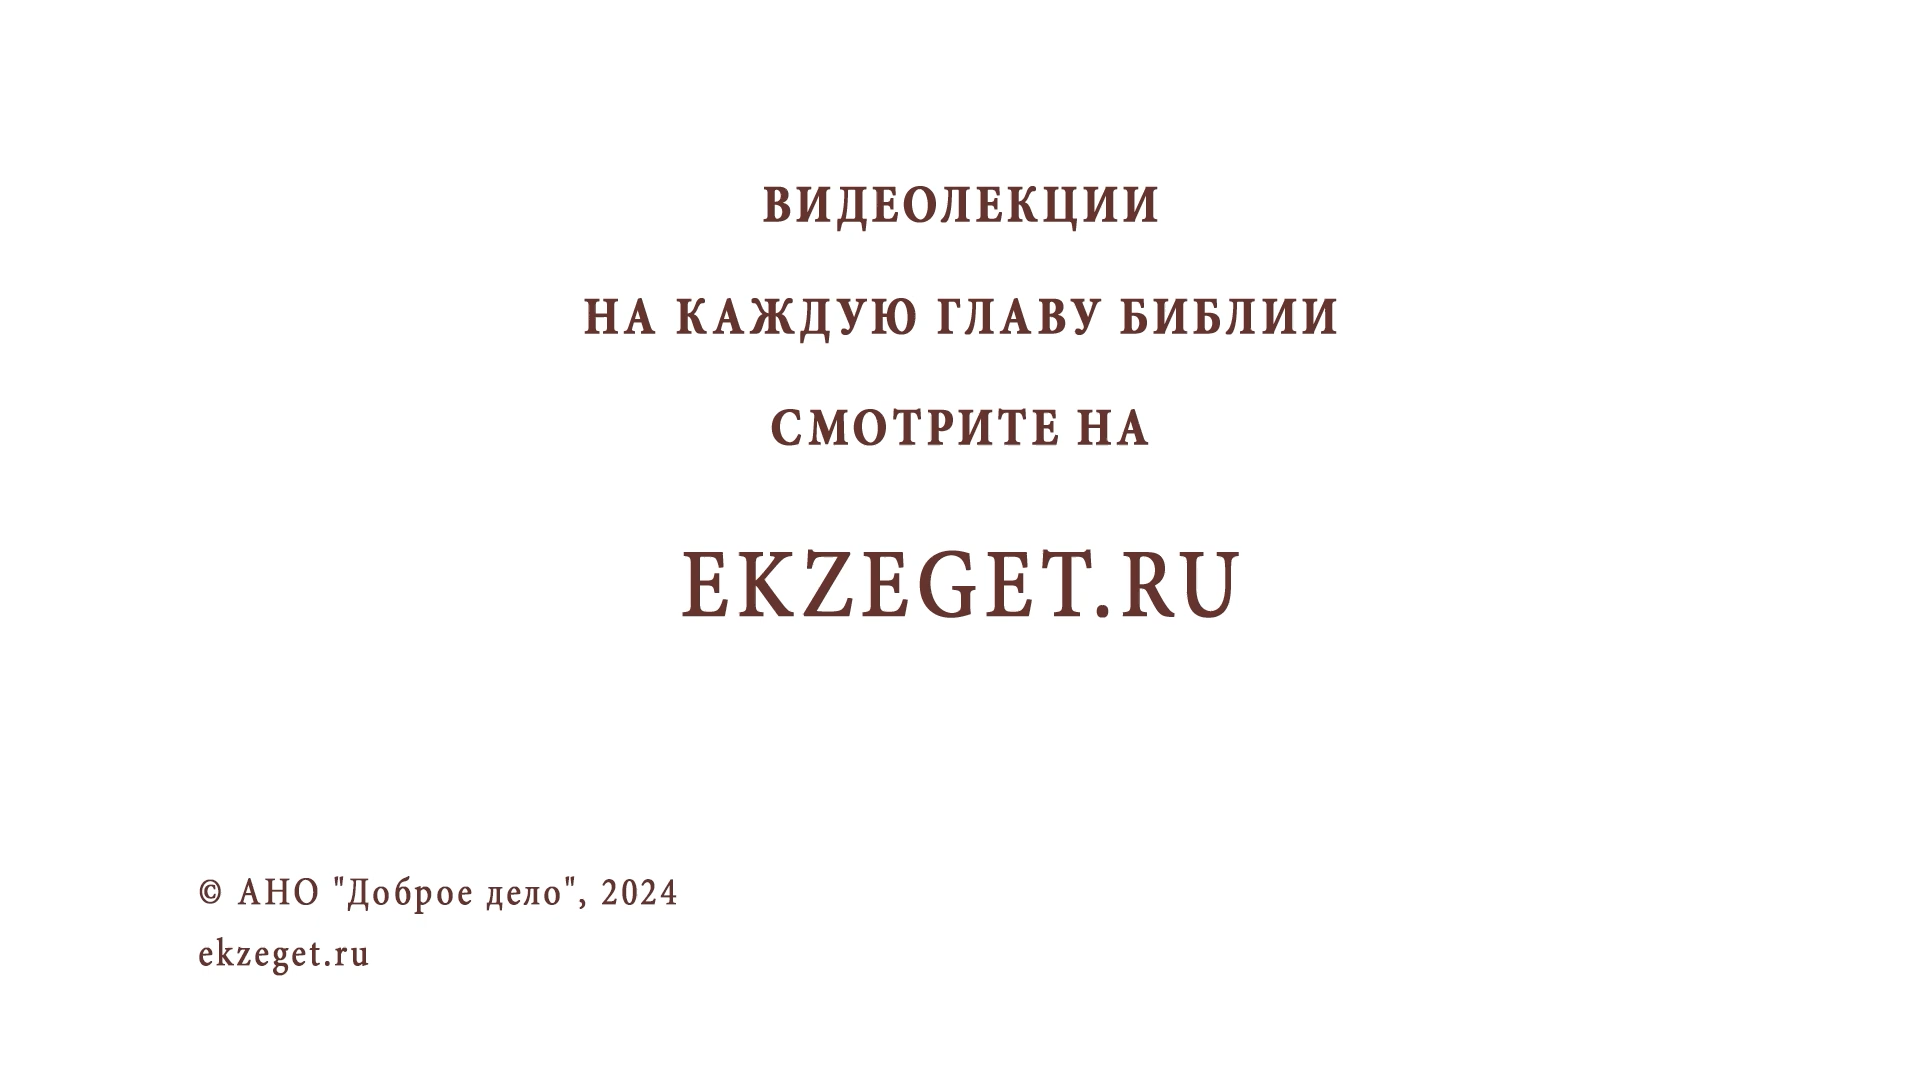 ВИДЕОЛЕКЦИИ
НА КАЖДУЮ ГЛАВУ БИБЛИИ
СМОТРИТЕ НА
EKZEGET.RU
© АНО "Доброе дело", 2024
ekzeget.ru